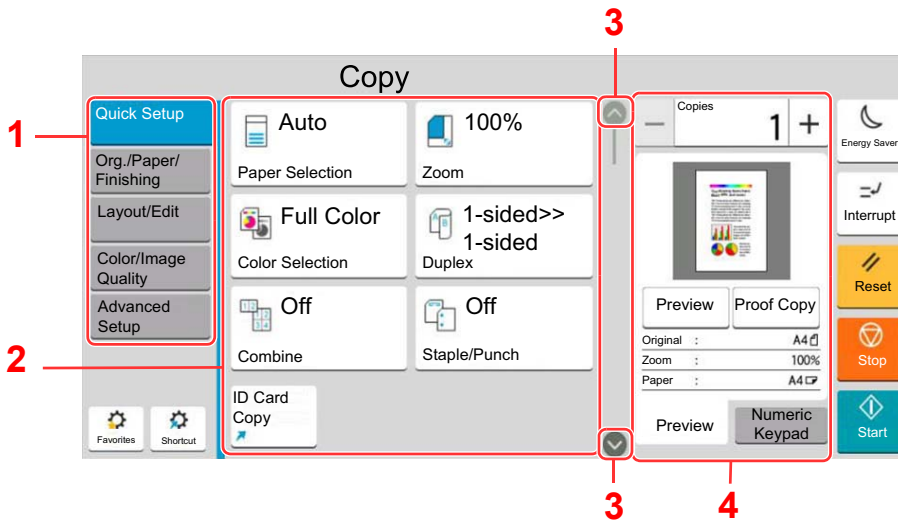 3
Copy
1
Quick Setup
Org./Paper/
Finishing
Layout/Edit
Color/Image
Quality
Advanced
Setup
Favorites
Shortcut
2
Auto
Paper Selection
100%
Zoom
Full Color
Color Selection
1-sided>>
1-sided
Duplex
Off
Combine
Off
Staple/Punch
ID Card
Copy
3
Copies
1
Preview
Proof Copy
Original : A4
Zoom : 100%
Paper : A4
Preview
Numeric
Keypad
4
Energy Saver
Interrupt
Reset
Stop
Start